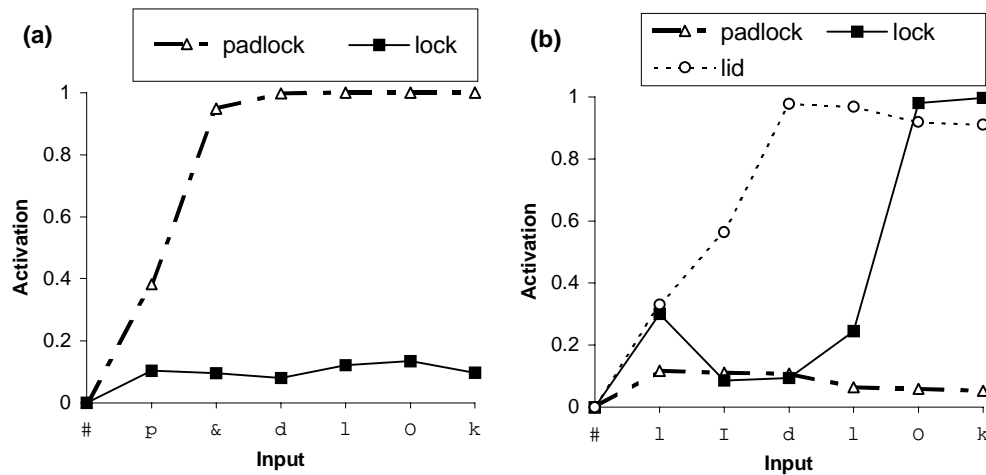 (a)
padlock lock
1
0.8
0.6
0.4
0.2
0
Activation
# p & d l O k
Input
(b)
padlock lock
lid
1
0.8
0.6
0.4
0.2
0
Activation
# l I d l O k
Input